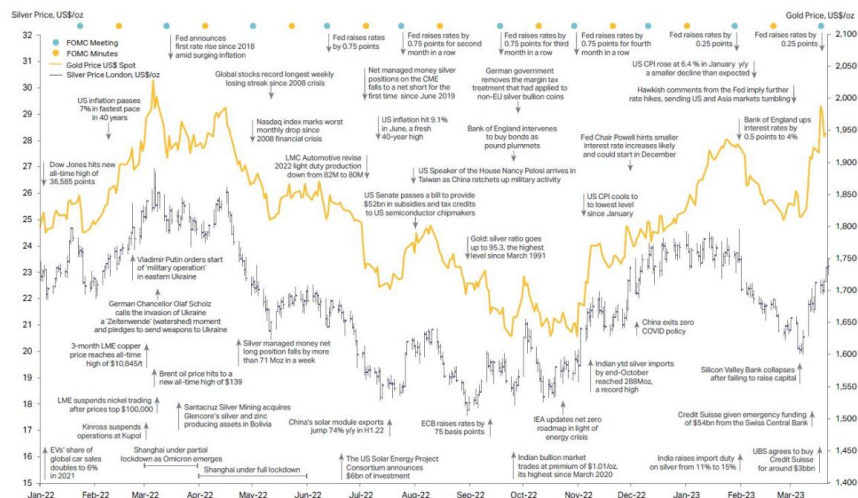 Silver Price, US$/oz
Gold Price, US$/oz
FOMC Meeting
FOMC Minutes
Gold Price US$ Spot
Silver Price London, US$/oz
Fed announces
first rate rise since 2018
amid surging inflation
Fed raises rates
by 0.75 points
Fed raises rates by
0.75 points for second
month in a row
Fed raises rates by
0.75 points for third
month in a row
Fed raises rates by
0.75 points for fourth
month in a row
Fed raises rates by
0.25 points
Fed raises rates by
0.25 points
US inflation passes
7% in fastest pace
in 40 years
Global stocks record longest weekly
losing streak since 2008 crisis
Net managed money silver
positions on the CME
falls to a net short for the
first time since June 2019
German government
removes the margin tax
treatment that had applied
to non-EU silver bullion coins
US CPI rose at 6.4 % in January y/y
a smaller decline than expected
Hawkish comments from the Fed imply further
rate hikes, sending US and Asia markets tumbling
Nasdaq index marks worst
monthly drop since
2008 financial crisis
US inflation hit 9.1%
in June, a fresh
40-year high
Bank of England intervenes
to buy bonds as
pound plummets
Fed Chair Powell hints smaller
interest rate increases likely
and could start in December
Bank of England ups
interest rates by
0.5 points to 4%
Dow Jones hits new
all-time high of
36,585 points
LMC Automotive revise
2022 light duty production
down from 82M to 80M
US Speaker of the House Nancy Pelosi arrives in
Taiwan as China ratchets up military activity
US Senate passes a bill to provide
$52bn in subsidies and tax credits
to US semiconductor chipmakers
US CPI cools to
to lowest level
since January
Gold: silver ratio goes
up to 95.3, the highest
level since March 1991
Vladimir Putin orders start
of 'military operation'
in eastern Ukraine
German Chancellor Olaf Scholz
calls the invasion of Ukraine
a 'Zeitenwende' (watershed) moment
and pledges to send weapons to Ukraine
China exits zero
COVID policy
3-month LME copper
price reaches all-time
high of $10,845/t
Silver managed money net
long position falls by more
than 71 Moz in a week
Brent oil price hits to a
new all-time high of $139
Indian ytd silver imports
by end-October
reached 288Moz,
a record high
Silicon Valley Bank collapses
after failing to raise capital
LME suspends nickel trading
after prices top $100,000
Santacruz Silver Mining acquires
Glencore's silver and zinc
producing assets in Bolivia
Kinross suspends
operations at Kupol
China's solar module exports
jump 74% y/y in H1.22
ECB raises rates by
75 basis points
IEA updates net zero
roadmap in light of
energy crisis
Credit Suisse given emergency funding
of $54bn from the Swiss Central Bank
EVs' share of
global car sales
doubles to 6%
in 2021
Shanghai under partial
lockdown as Omicron emerges
Shanghai under full lockdown
The US Solar Energy Project
Consortium announces
$6bn of investment
Indian bullion market
trades at premium of $1.01/oz,
its highest since March 2020
India raises import duty
on silver from 11% to 15%
UBS agrees to buy
Credit Suisse
for around $3bn
32
31
30
29
28
27
26
25
24
23
22
21
20
19
18
17
16
15
2,100
2,000
1,950
1,900
1,850
1,800
1,750
1,700
1,650
1,600
1,550
1,500
1,450
1,400
Jan-22
Feb-22
Mar-22
Apr-22
May-22
Jun-22
Jul-22
Aug-22
Sep-22
Oct-22
Nov-22
Dec-22
Jan-23
Feb-23
Mar-23